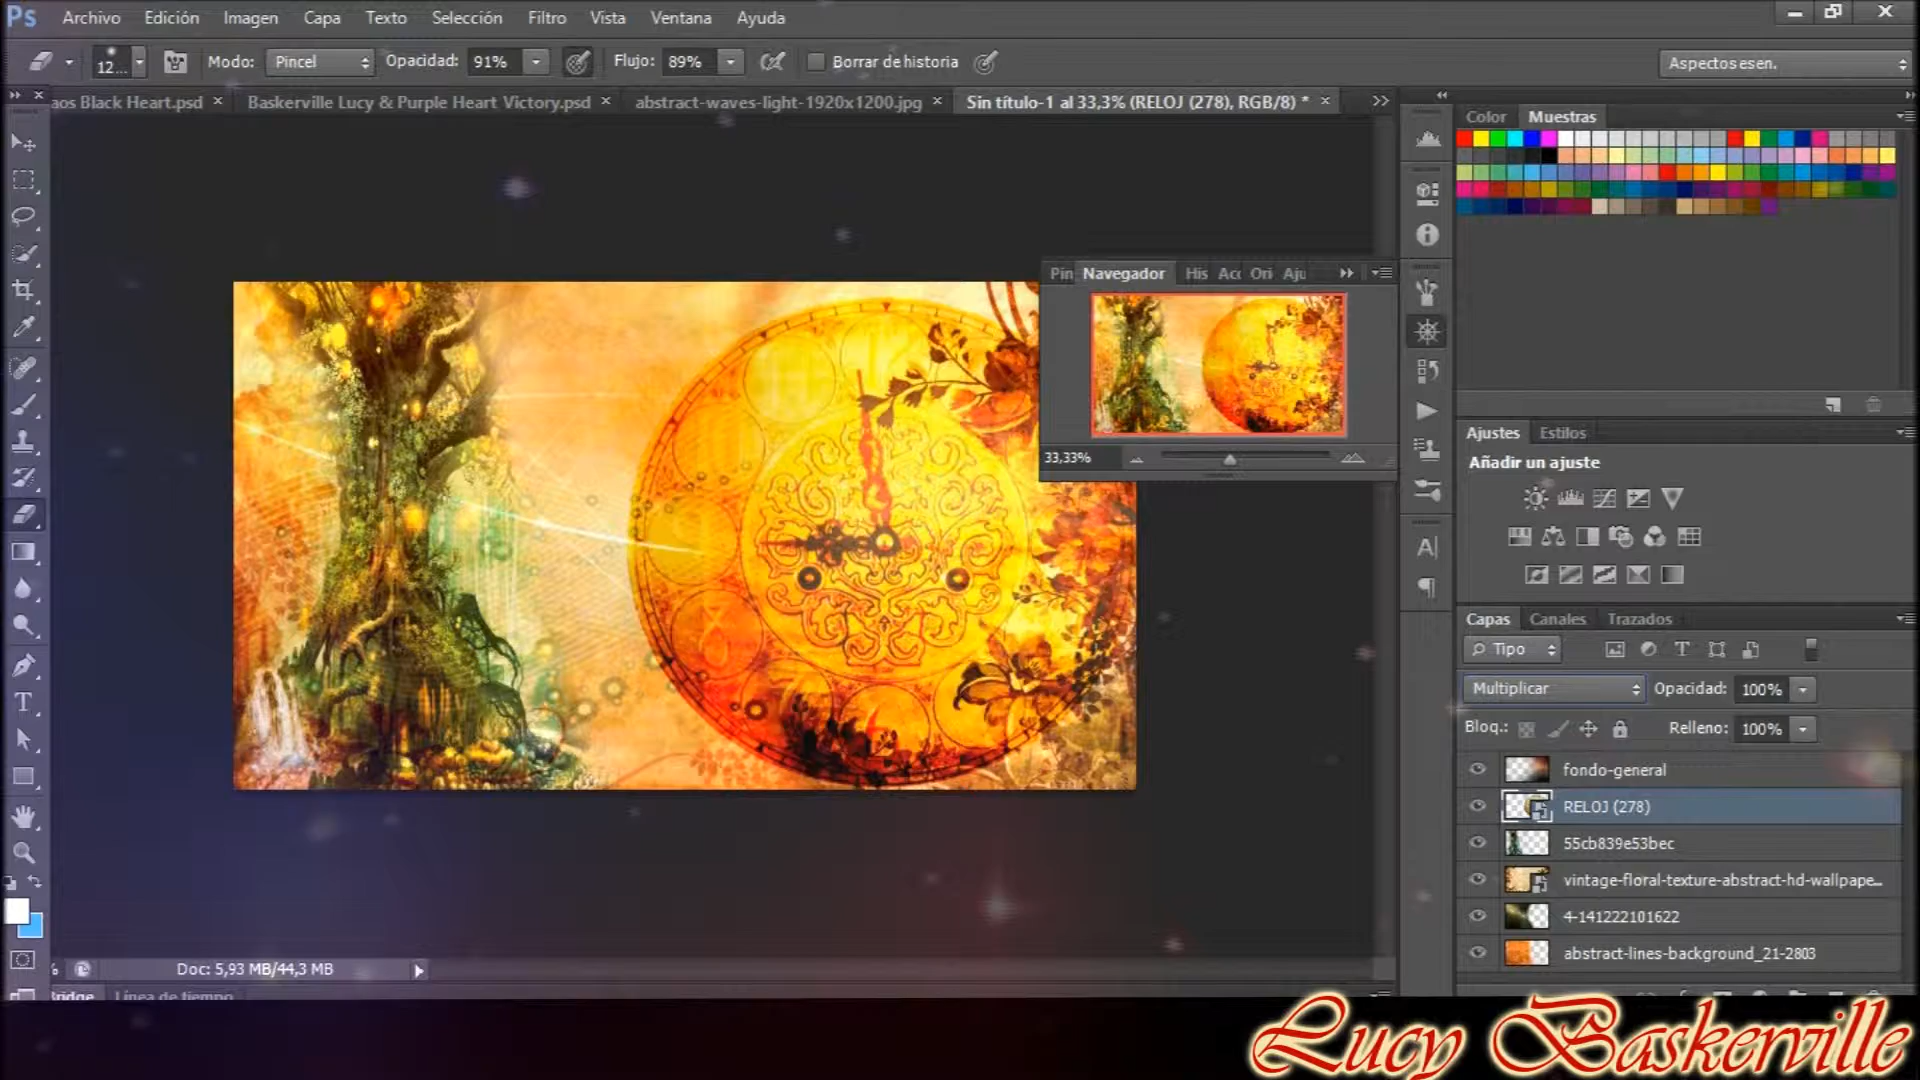 Ps Archivo Edición Imagen Capa Texto Selección Filtro Vista Ventana Ayuda
12... Modo: Pincel Opacidad: 91% Flujo: 89% Borrar de historia Aspectos esen.
aos Black Heart.psd × Baskerville Lucy & Purple Heart Victory.psd × abstract-waves-light-1920x1200.jpg × Sin título-1 al 33,3% (RELOJ (278), RGB/8) * ×
Color Muestras
Pin Navegador His Acc Ori Aju
33,33%
Ajustes Estilos
Añadir un ajuste
Capas Canales Trazados
Tipo
Multiplicar Opacidad: 100%
Bloq.: Relleno: 100%
fondo-general
RELOJ (278)
55cb839e53bec
vintage-floral-texture-abstract-hd-wallpape...
4-141222101622
abstract-lines-background_21-2803
% Doc: 5,93 MB/44,3 MB
Bridge Línea de tiempo
Lucy Baskerville